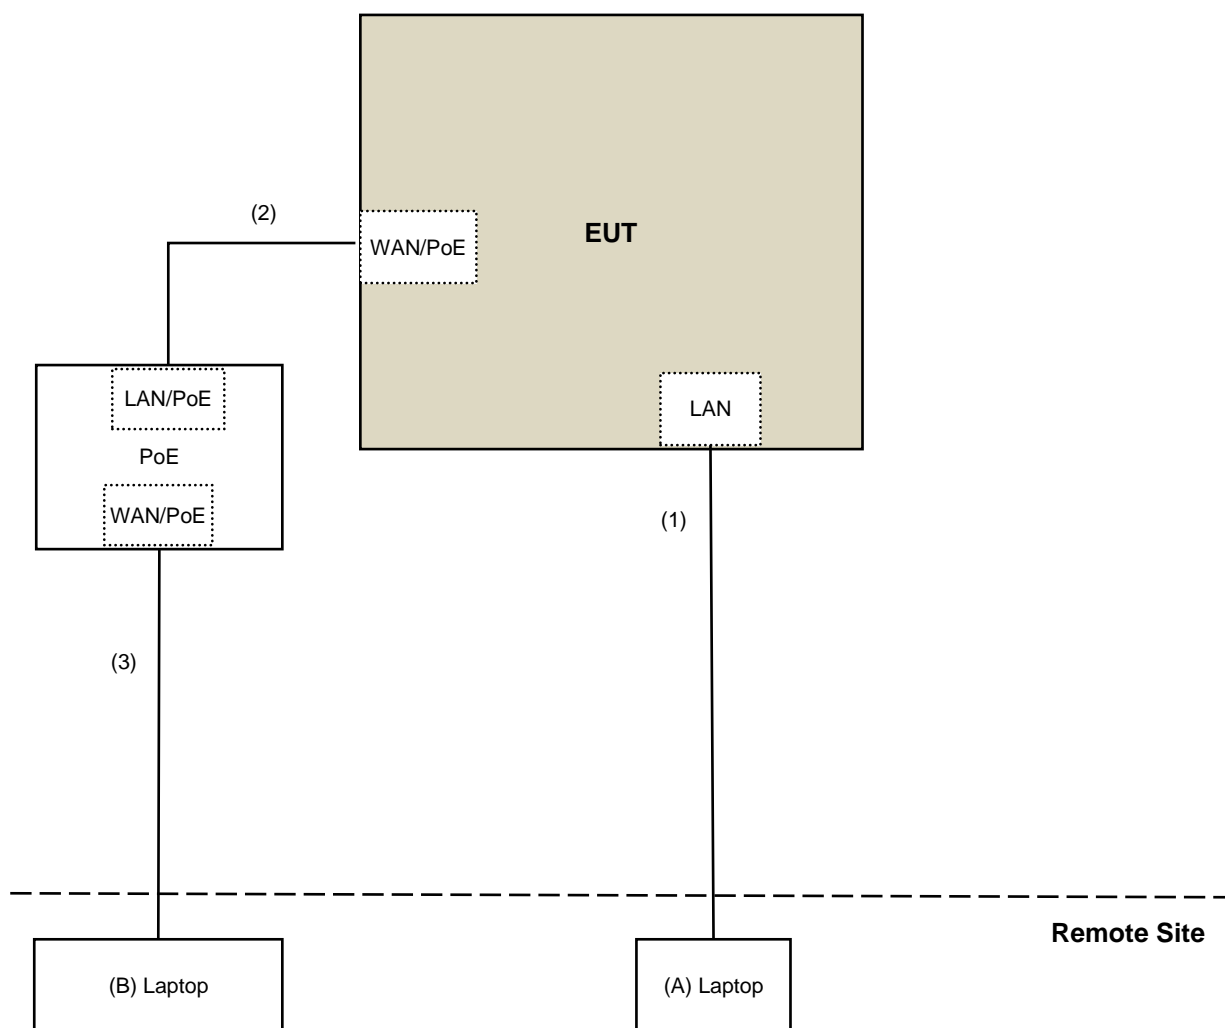 (2)
WAN/PoE
EUT
LAN/PoE
PoE
WAN/PoE
LAN
(1)
(3)
Remote Site
(B) Laptop
(A) Laptop